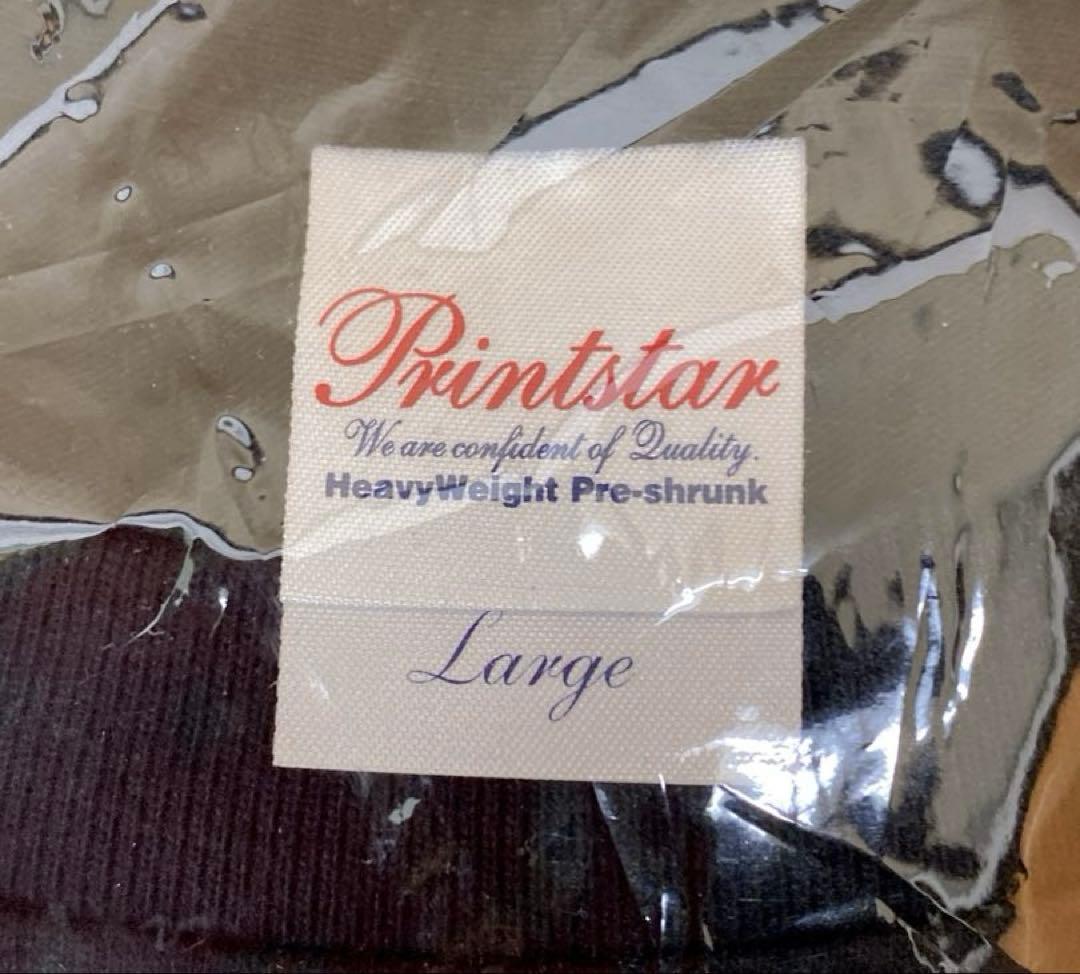 Printstar
We are confident of Quality.
HeavyWeight Pre-shrunk
Large